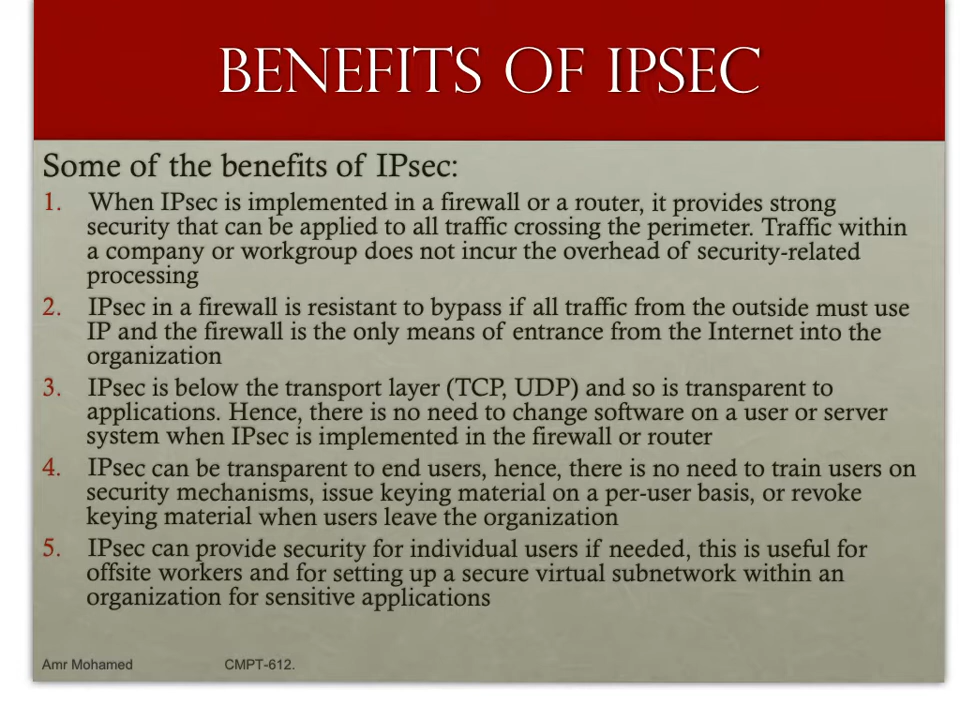 BENEFITS OF IPSEC
Some of the benefits of IPsec:
1. When IPsec is implemented in a firewall or a router, it provides strong
security that can be applied to all traffic crossing the perimeter. Traffic within
a company or workgroup does not incur the overhead of security-related
processing
2. IPsec in a firewall is resistant to bypass if all traffic from the outside must use
IP and the firewall is the only means of entrance from the Internet into the
organization
3. IPsec is below the transport layer (TCP, UDP) and so is transparent to
applications. Hence, there is no need to change software on a user or server
system when IPsec is implemented in the firewall or router
4. IPsec can be transparent to end users, hence, there is no need to train users on
security mechanisms, issue keying material on a per-user basis, or revoke
keying material when users leave the organization
5. IPsec can provide security for individual users if needed, this is useful for
offsite workers and for setting up a secure virtual subnetwork within an
organization for sensitive applications
Amr Mohamed CMPT-612.